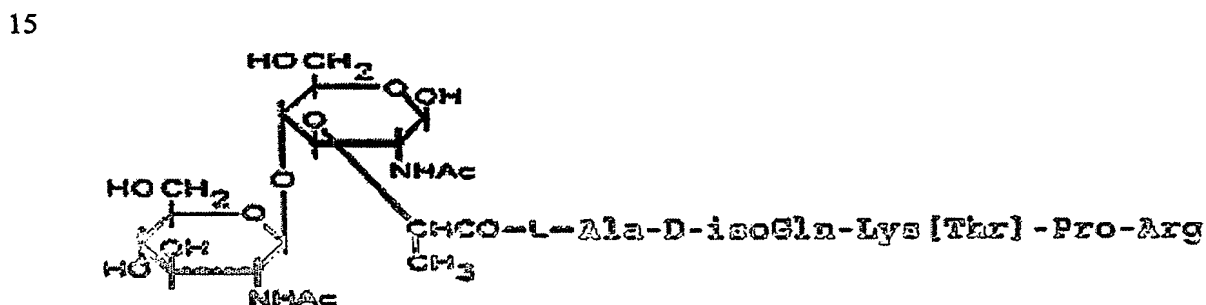 15
HOCH2
O
OH
O
NHAc
O
HOCH2
O
CHCO-L-Ala-D-isoGln-Lys[Thr]-Pro-Arg
OH
CH3
HO
NHAc